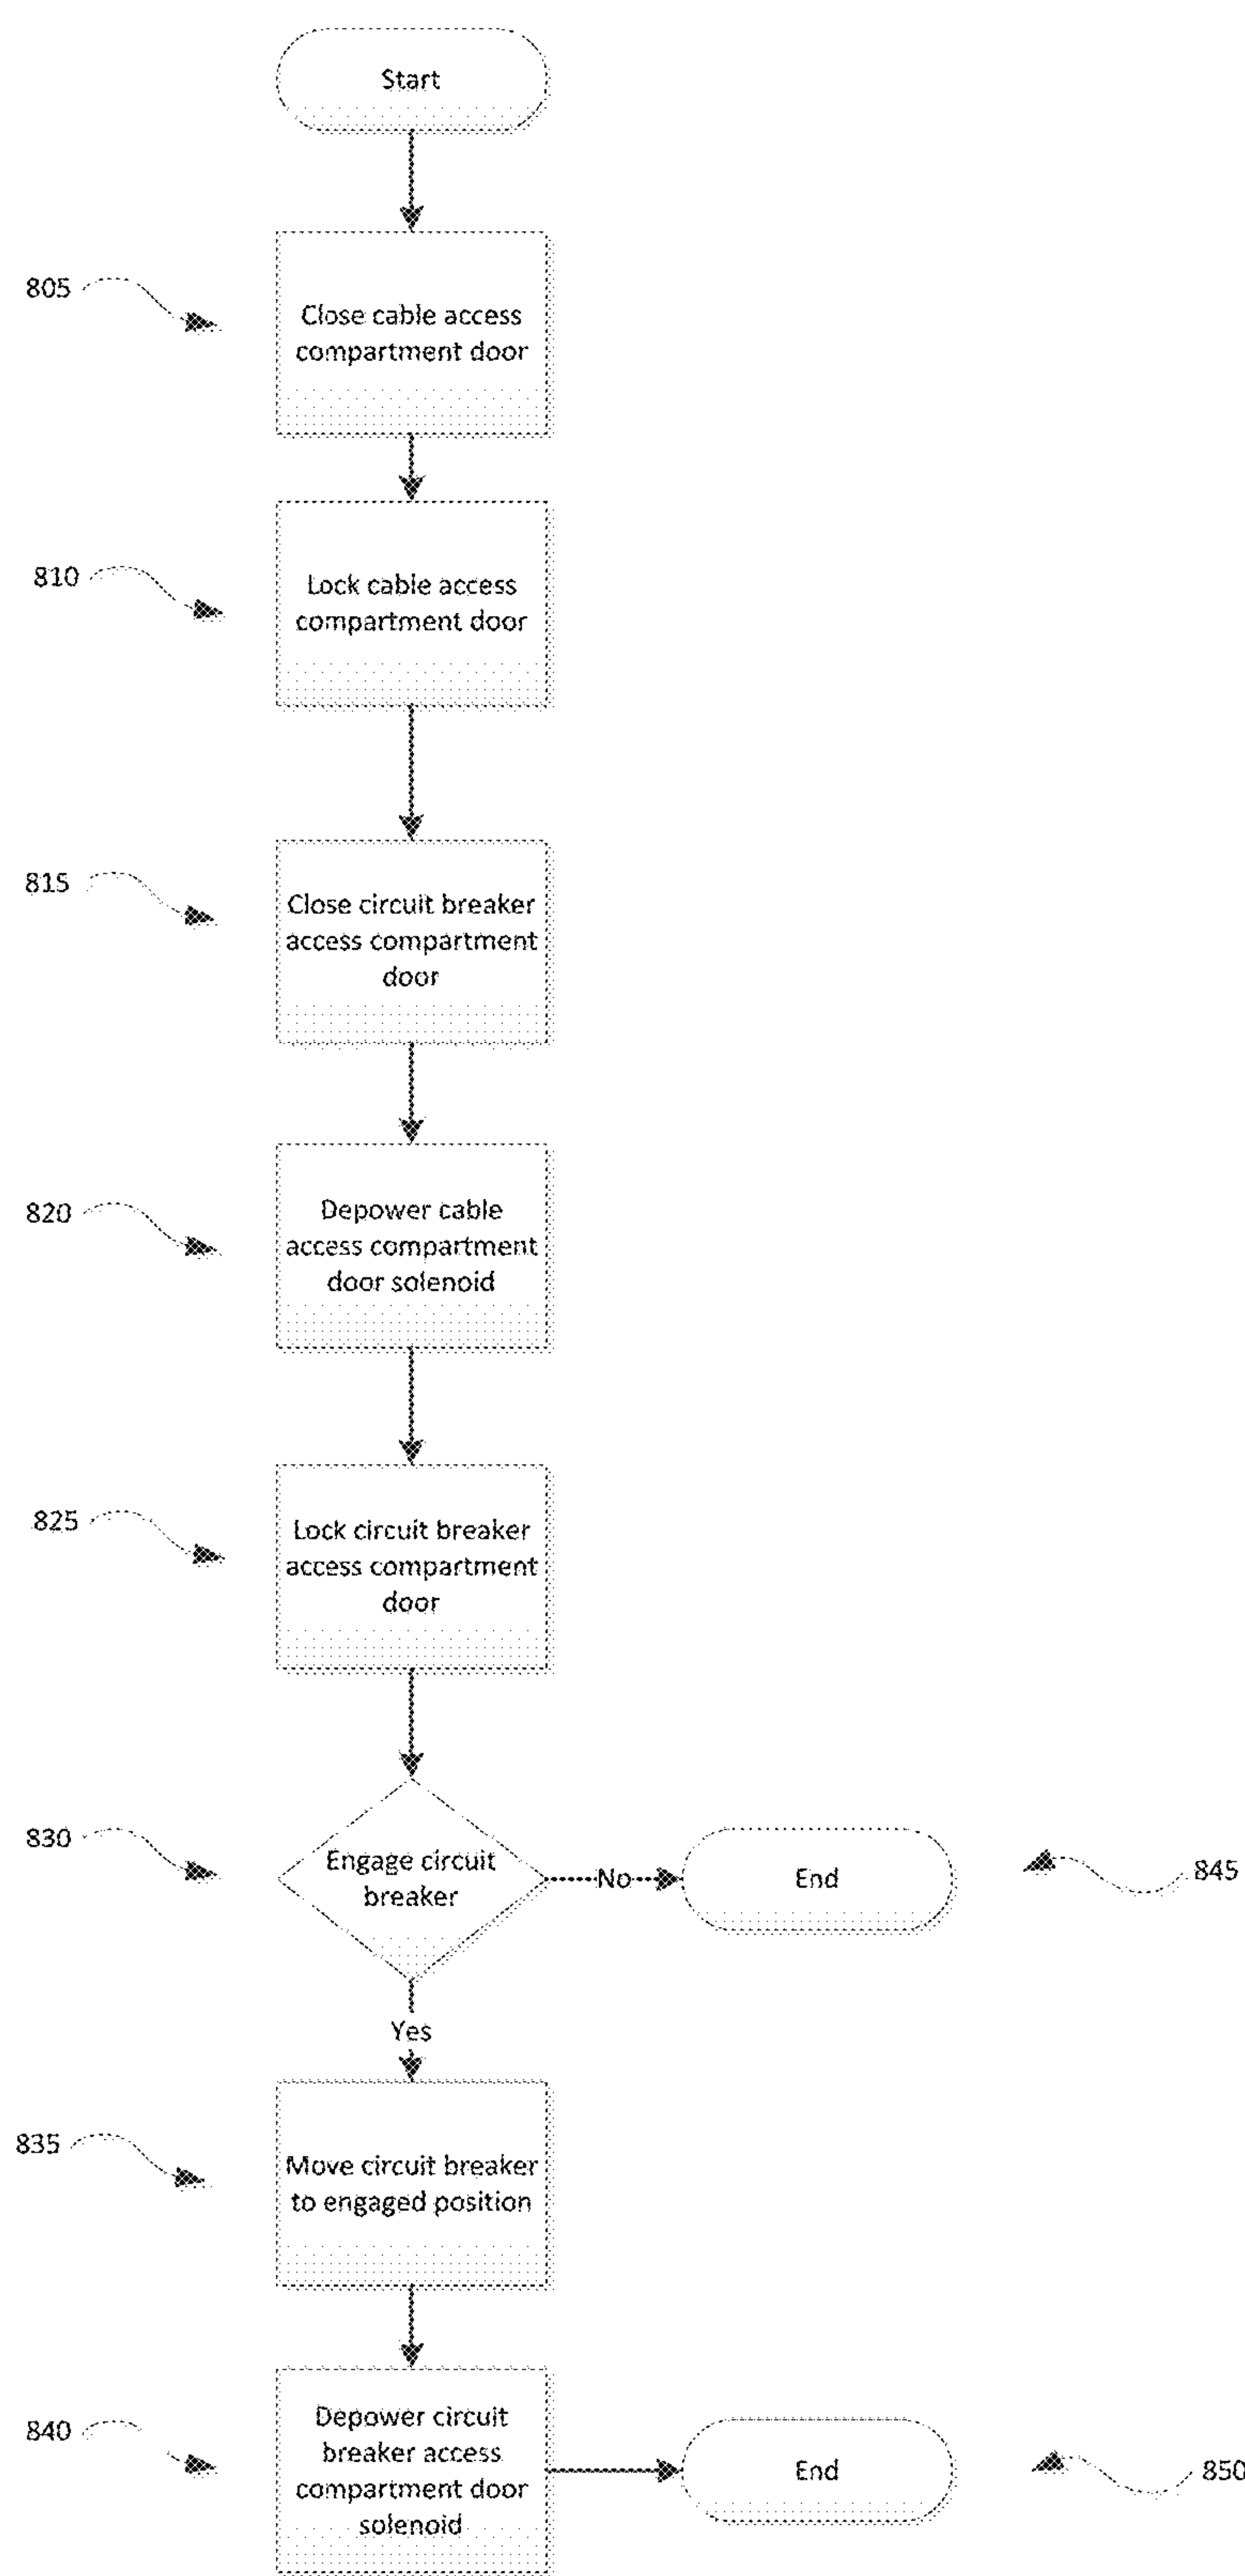 Start
805
Close cable access
compartment door
810
Lock cable access
compartment door
815
Close circuit breaker
access compartment
door
820
Depower cable
access compartment
door solenoid
825
Lock circuit breaker
access compartment
door
830
Engage circuit
breaker
No
End
845
Yes
835
Move circuit breaker
to engaged position
840
Depower circuit
breaker access
compartment door
solenoid
End
850